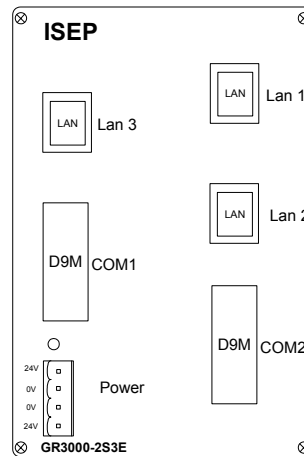 ISEP
LAN
Lan 1
LAN
Lan 3
LAN
Lan 2
D9M
COM1
D9M
COM2
24V
0V
Power
0V
24V
GR3000-2S3E